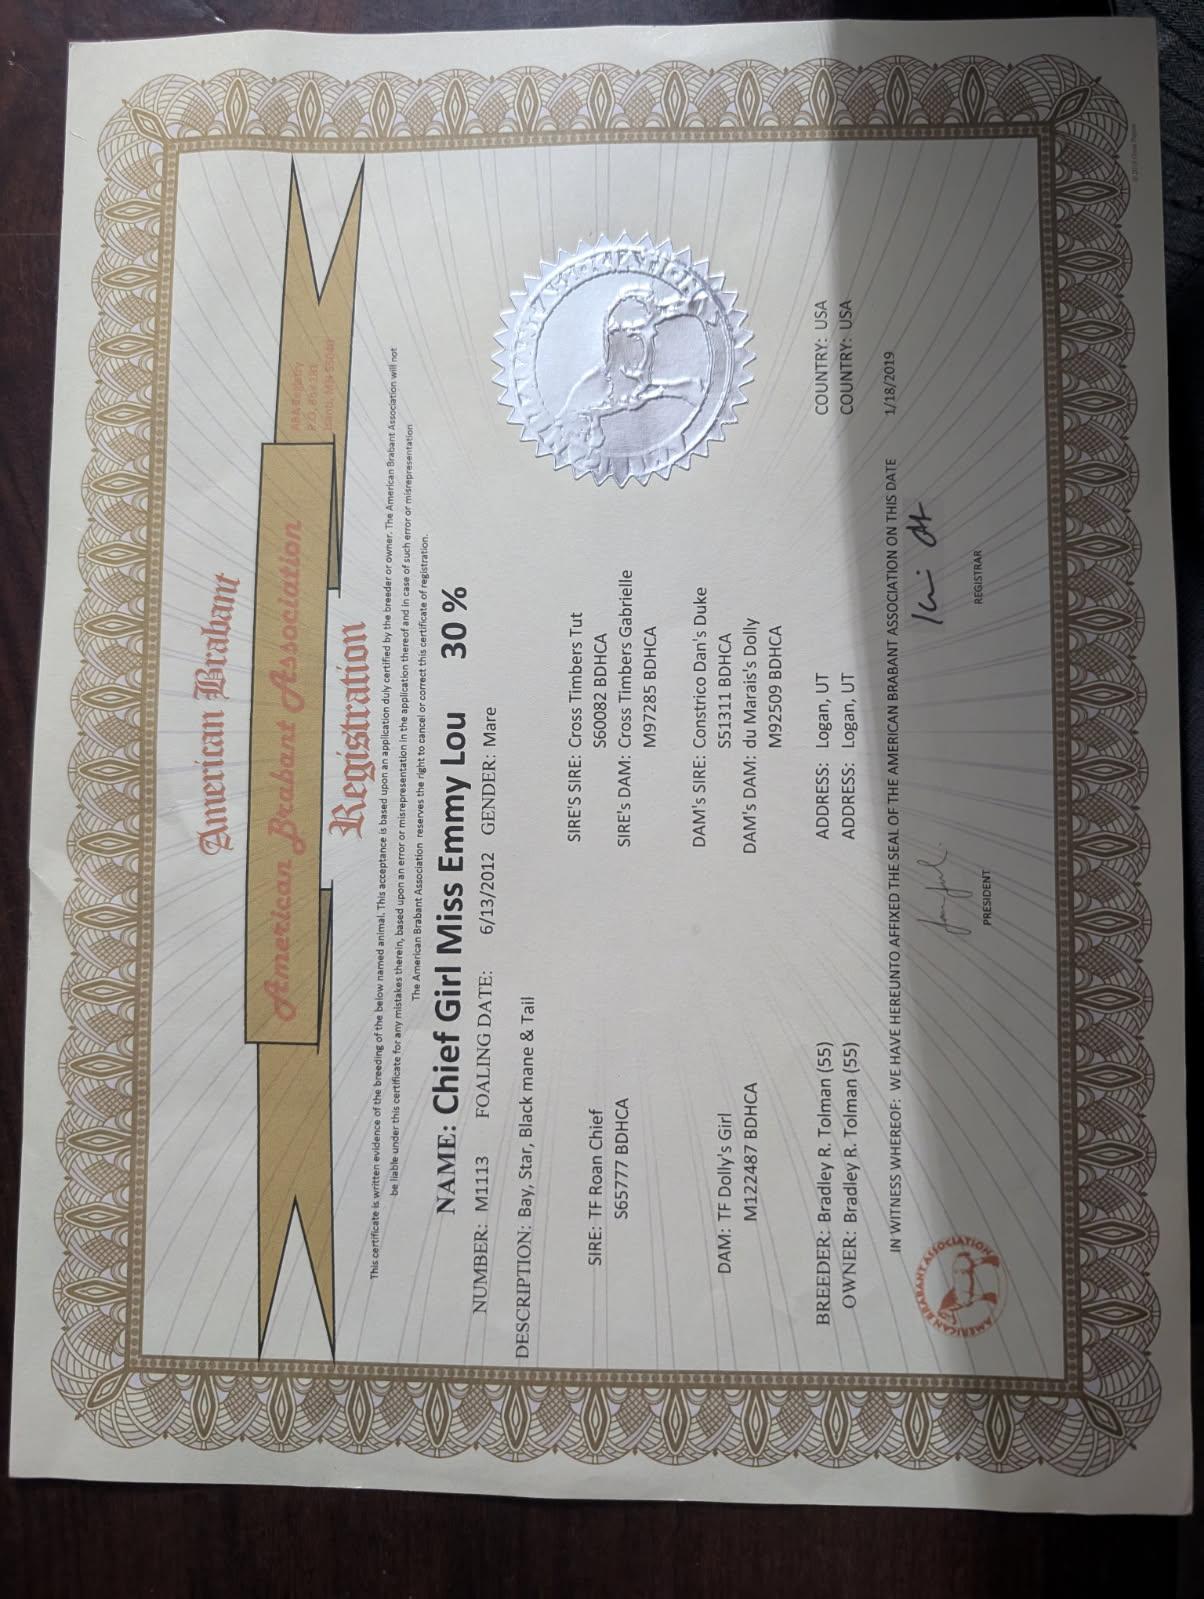 American Brabant
American Brabant Association
ABA Registry
Registration
This certificate is written evidence of the breeding of the below named animal. This acceptance is based upon an application duly certified by the breeder or owner. The American Brabant Association will not
be liable under this certificate for any mistakes therein, based upon an error or misrepresentation in the application thereof and in case of such error or misrepresentation
The American Brabant Association reserves the right to cancel or correct this certificate of registration.
NAME: Chief Girl Miss Emmy Lou 30 %
NUMBER: M1113 FOALING DATE: 6/13/2012 GENDER: Mare
DESCRIPTION: Bay, Star, Black mane & Tail
SIRE: TF Roan Chief
S65777 BDHCA
SIRE'S SIRE: Cross Timbers Tut
S60082 BDHCA
SIRE's DAM: Cross Timbers Gabrielle
M97285 BDHCA
DAM: TF Dolly's Girl
M122487 BDHCA
DAM's SIRE: Constrico Dan's Duke
S51311 BDHCA
DAM's DAM: du Marais's Dolly
M92509 BDHCA
BREEDER: Bradley R. Tolman (55) ADDRESS: Logan, UT COUNTRY: USA
OWNER: Bradley R. Tolman (55) ADDRESS: Logan, UT COUNTRY: USA
IN WITNESS WHEREOF: WE HAVE HEREUNTO AFFIXED THE SEAL OF THE AMERICAN BRABANT ASSOCIATION ON THIS DATE 1/18/2019
AMERICAN BRABANT ASSOCIATION
PRESIDENT
REGISTRAR